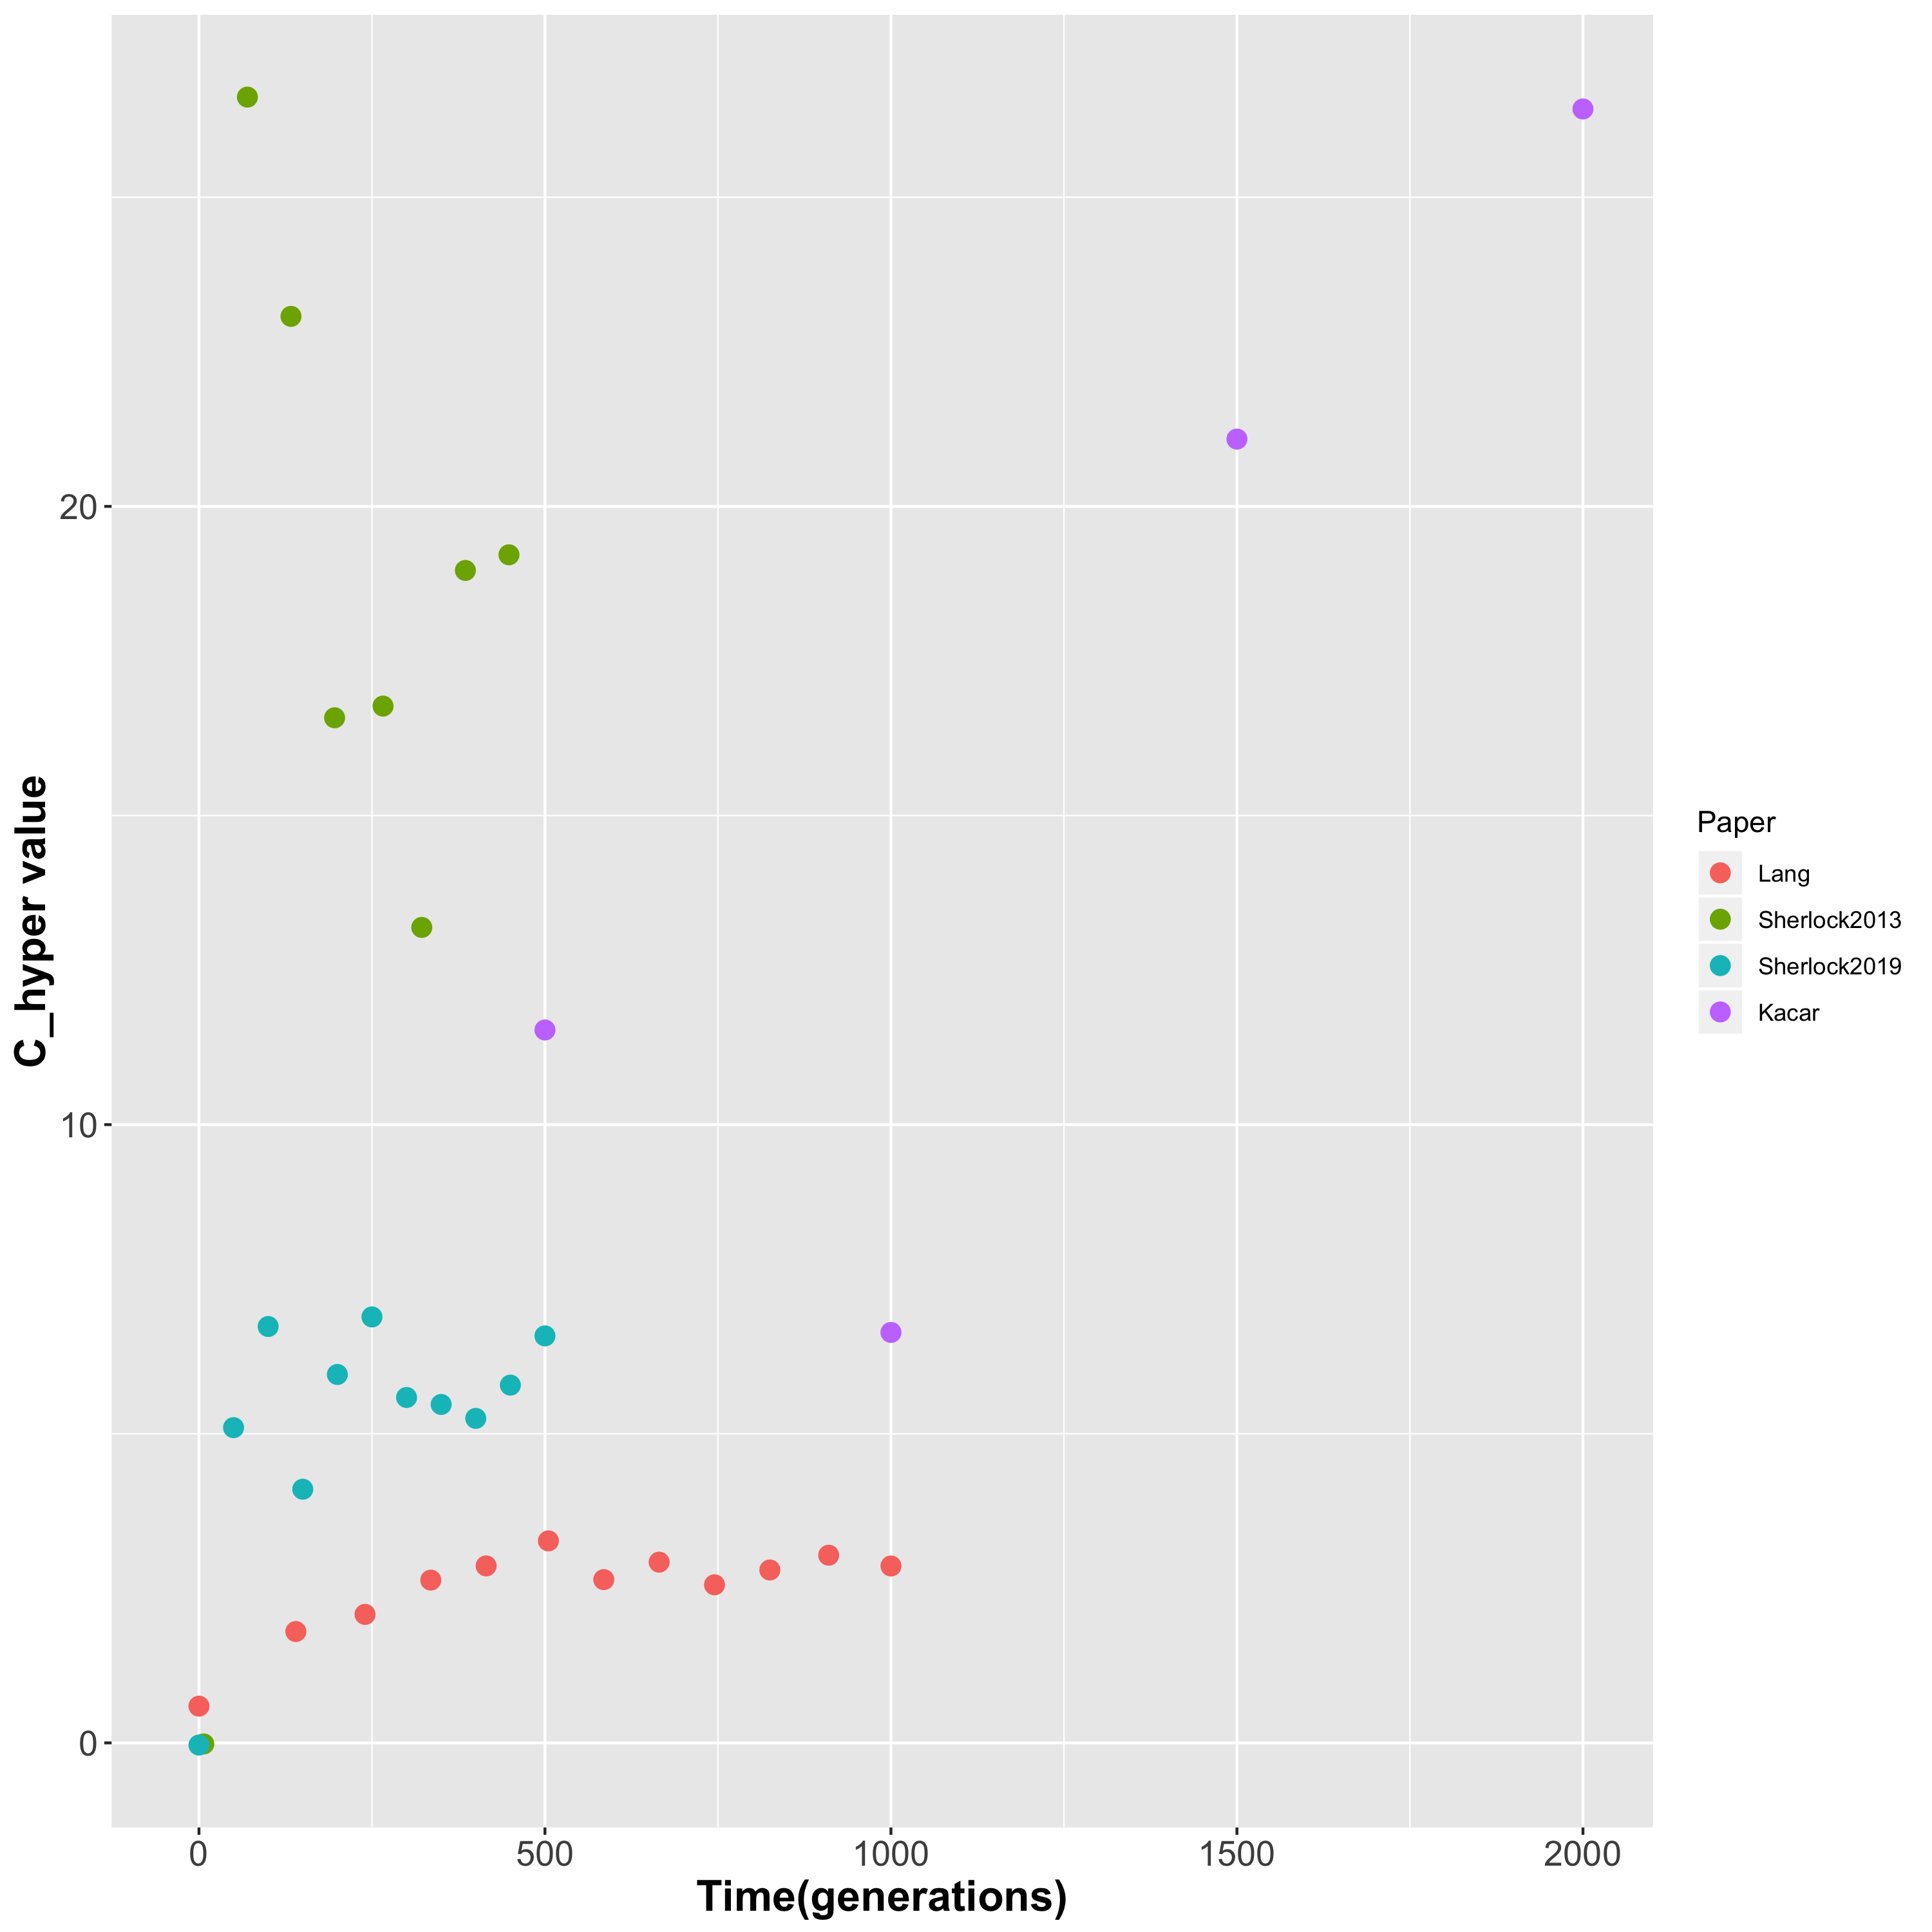 C_hyper value
20
10
0
0 500 1000 1500 2000
Time(generations)
Paper
Lang
Sherlock2013
Sherlock2019
Kacar